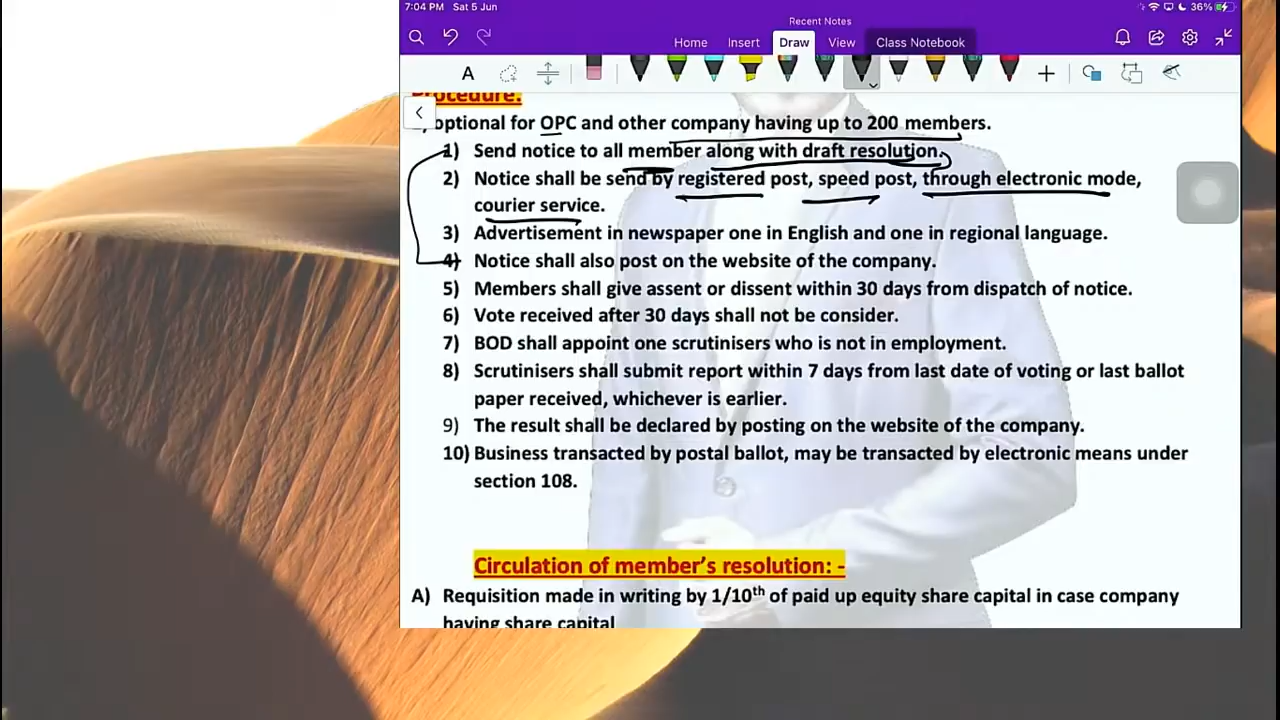 7:04 PM Sat 5 Jun
36%
Recent Notes
Home Insert Draw View Class Notebook
A
Procedure:
optional for OPC and other company having up to 200 members.
1) Send notice to all member along with draft resolution.
2) Notice shall be send by registered post, speed post, through electronic mode,
courier service.
3) Advertisement in newspaper one in English and one in regional language.
4) Notice shall also post on the website of the company.
5) Members shall give assent or dissent within 30 days from dispatch of notice.
6) Vote received after 30 days shall not be consider.
7) BOD shall appoint one scrutinisers who is not in employment.
8) Scrutinisers shall submit report within 7 days from last date of voting or last ballot
paper received, whichever is earlier.
9) The result shall be declared by posting on the website of the company.
10) Business transacted by postal ballot, may be transacted by electronic means under
section 108.
Circulation of member’s resolution: -
A) Requisition made in writing by 1/10th of paid up equity share capital in case company
having share capital